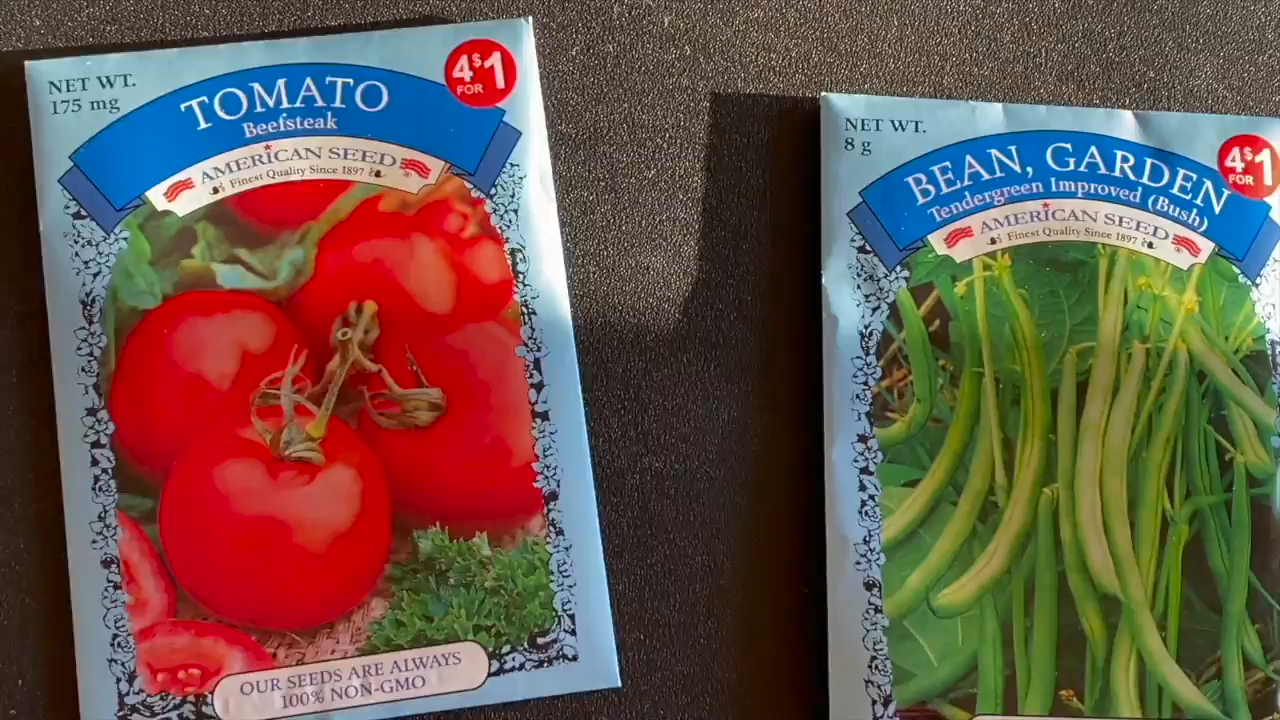 NET WT.
175 mg
TOMATO
Beefsteak
4 FOR $1
AMERICAN SEED
Finest Quality Since 1897
OUR SEEDS ARE ALWAYS
100% NON-GMO
NET WT.
8 g
BEAN, GARDEN
Tendergreen Improved (Bush)
4 FOR $1
AMERICAN SEED
Finest Quality Since 1897